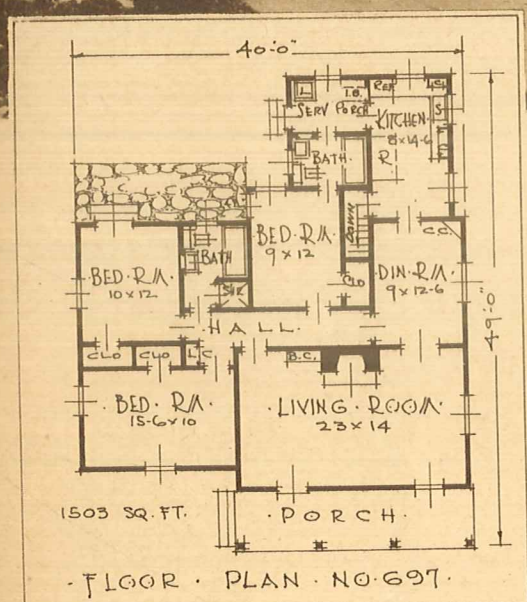 40'-0"
L.T. I.B. REF
SERV PORCH
KITCHEN
8x14-6
S
BATH
R
BED·RM·
9x12
DOWN
C.C.
BATH
BED·RM·
10x12
SH.
CLO
DIN·RM·
9x12-6
49'-0"
·HALL·
CLO CLO L.C
B.C.
·BED·RM·
15-6x10
·LIVING·ROOM·
23x14
1503 SQ.FT.
·PORCH·
·FLOOR·PLAN·NO·697·